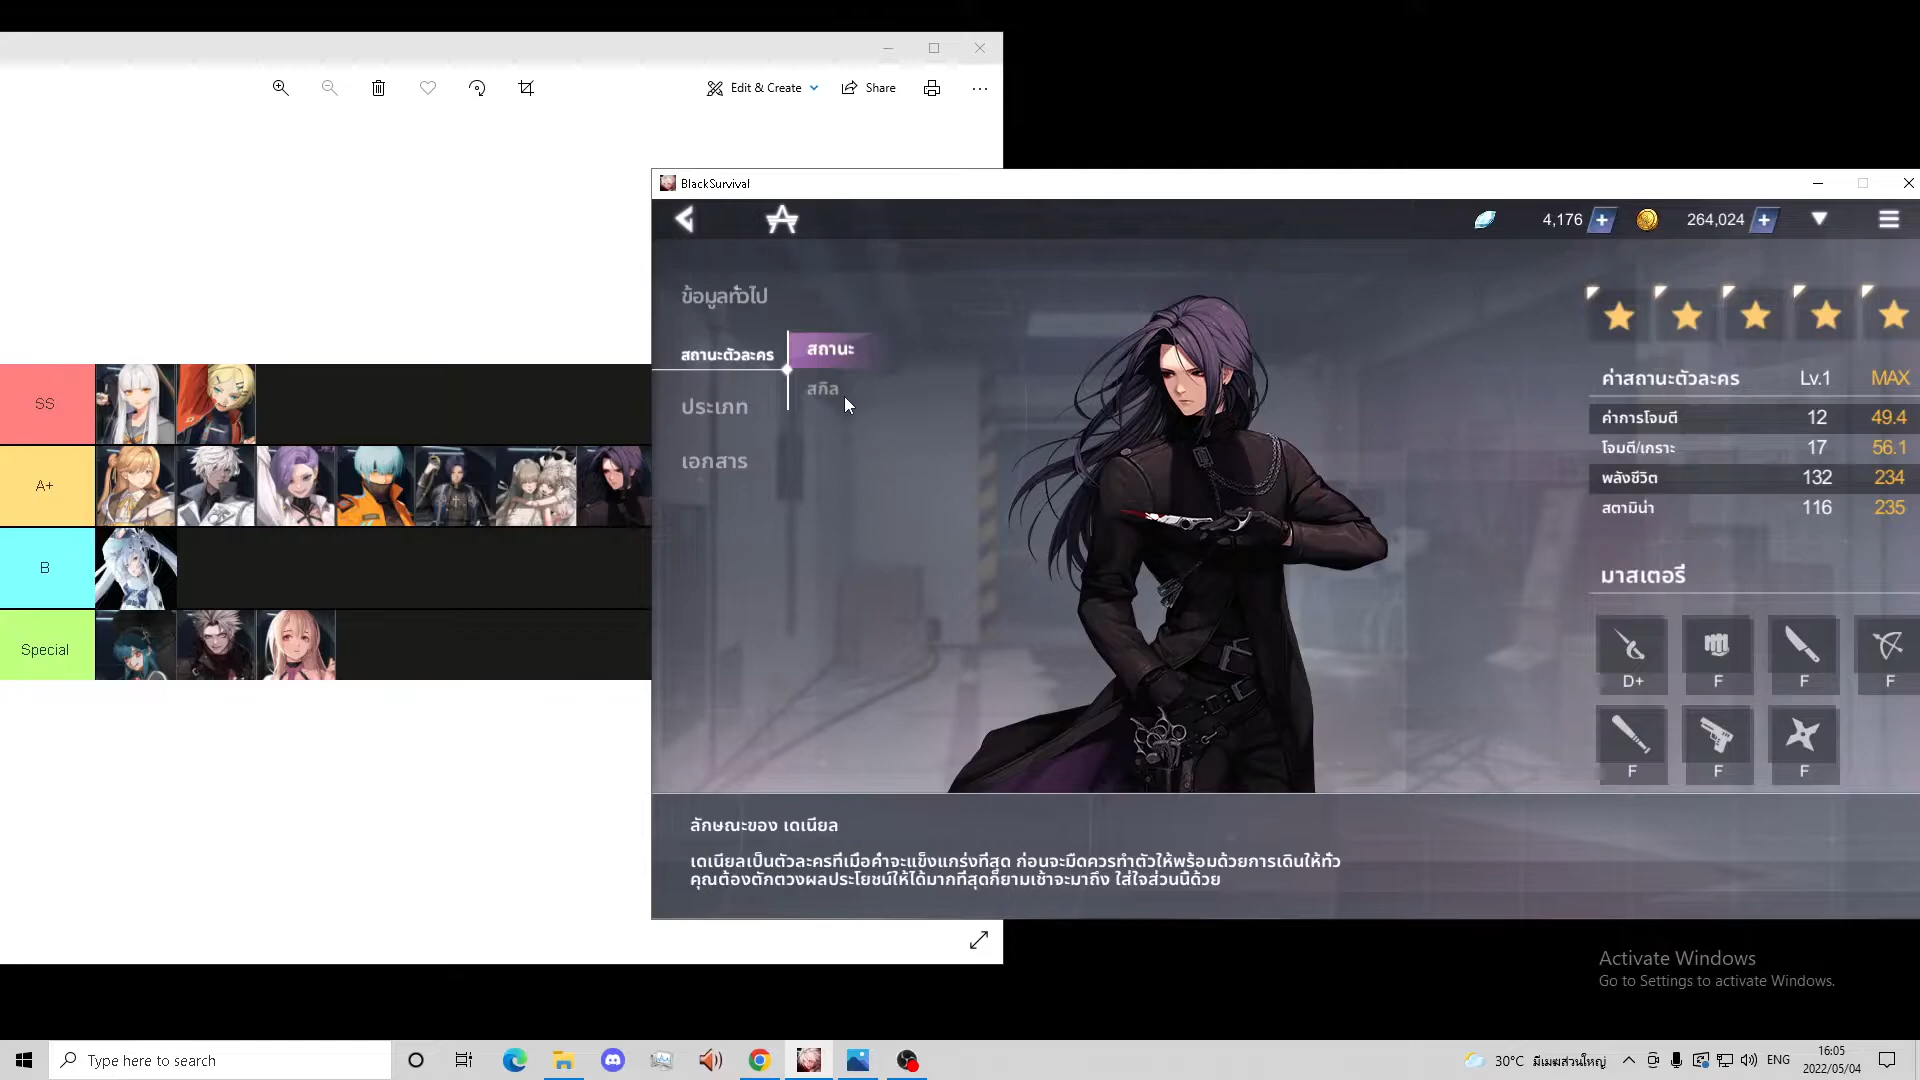 Edit & Create
Share
BlackSurvival
4,176
264,024
ข้อมูลทั่วไป
สถานะตัวละคร
สถานะ
สกิล
ประเภท
เอกสาร
ค่าสถานะตัวละคร Lv.1 MAX
ค่าการโจมตี 12 49.4
โจมตี/เกราะ 17 56.1
พลังชีวิต 132 234
สตามิน่า 116 235
มาสเตอรี่
D+ F F F
F F F
SS
A+
B
Special
ลักษณะของ เดเนียล
เดเนียลเป็นตัวละครที่เมื่อค่ำจะแข็งแกร่งที่สุด ก่อนจะมืดควรทำตัวให้พร้อมด้วยการเดินให้ทั่ว
คุณต้องตักตวงผลประโยชน์ให้ได้มากที่สุดก็ยามเช้าจะมาถึง ใส่ใจส่วนนี้ด้วย
Activate Windows
Go to Settings to activate Windows.
Type here to search
30°C มีเมฆส่วนใหญ่
ENG
16:05
2022/05/04